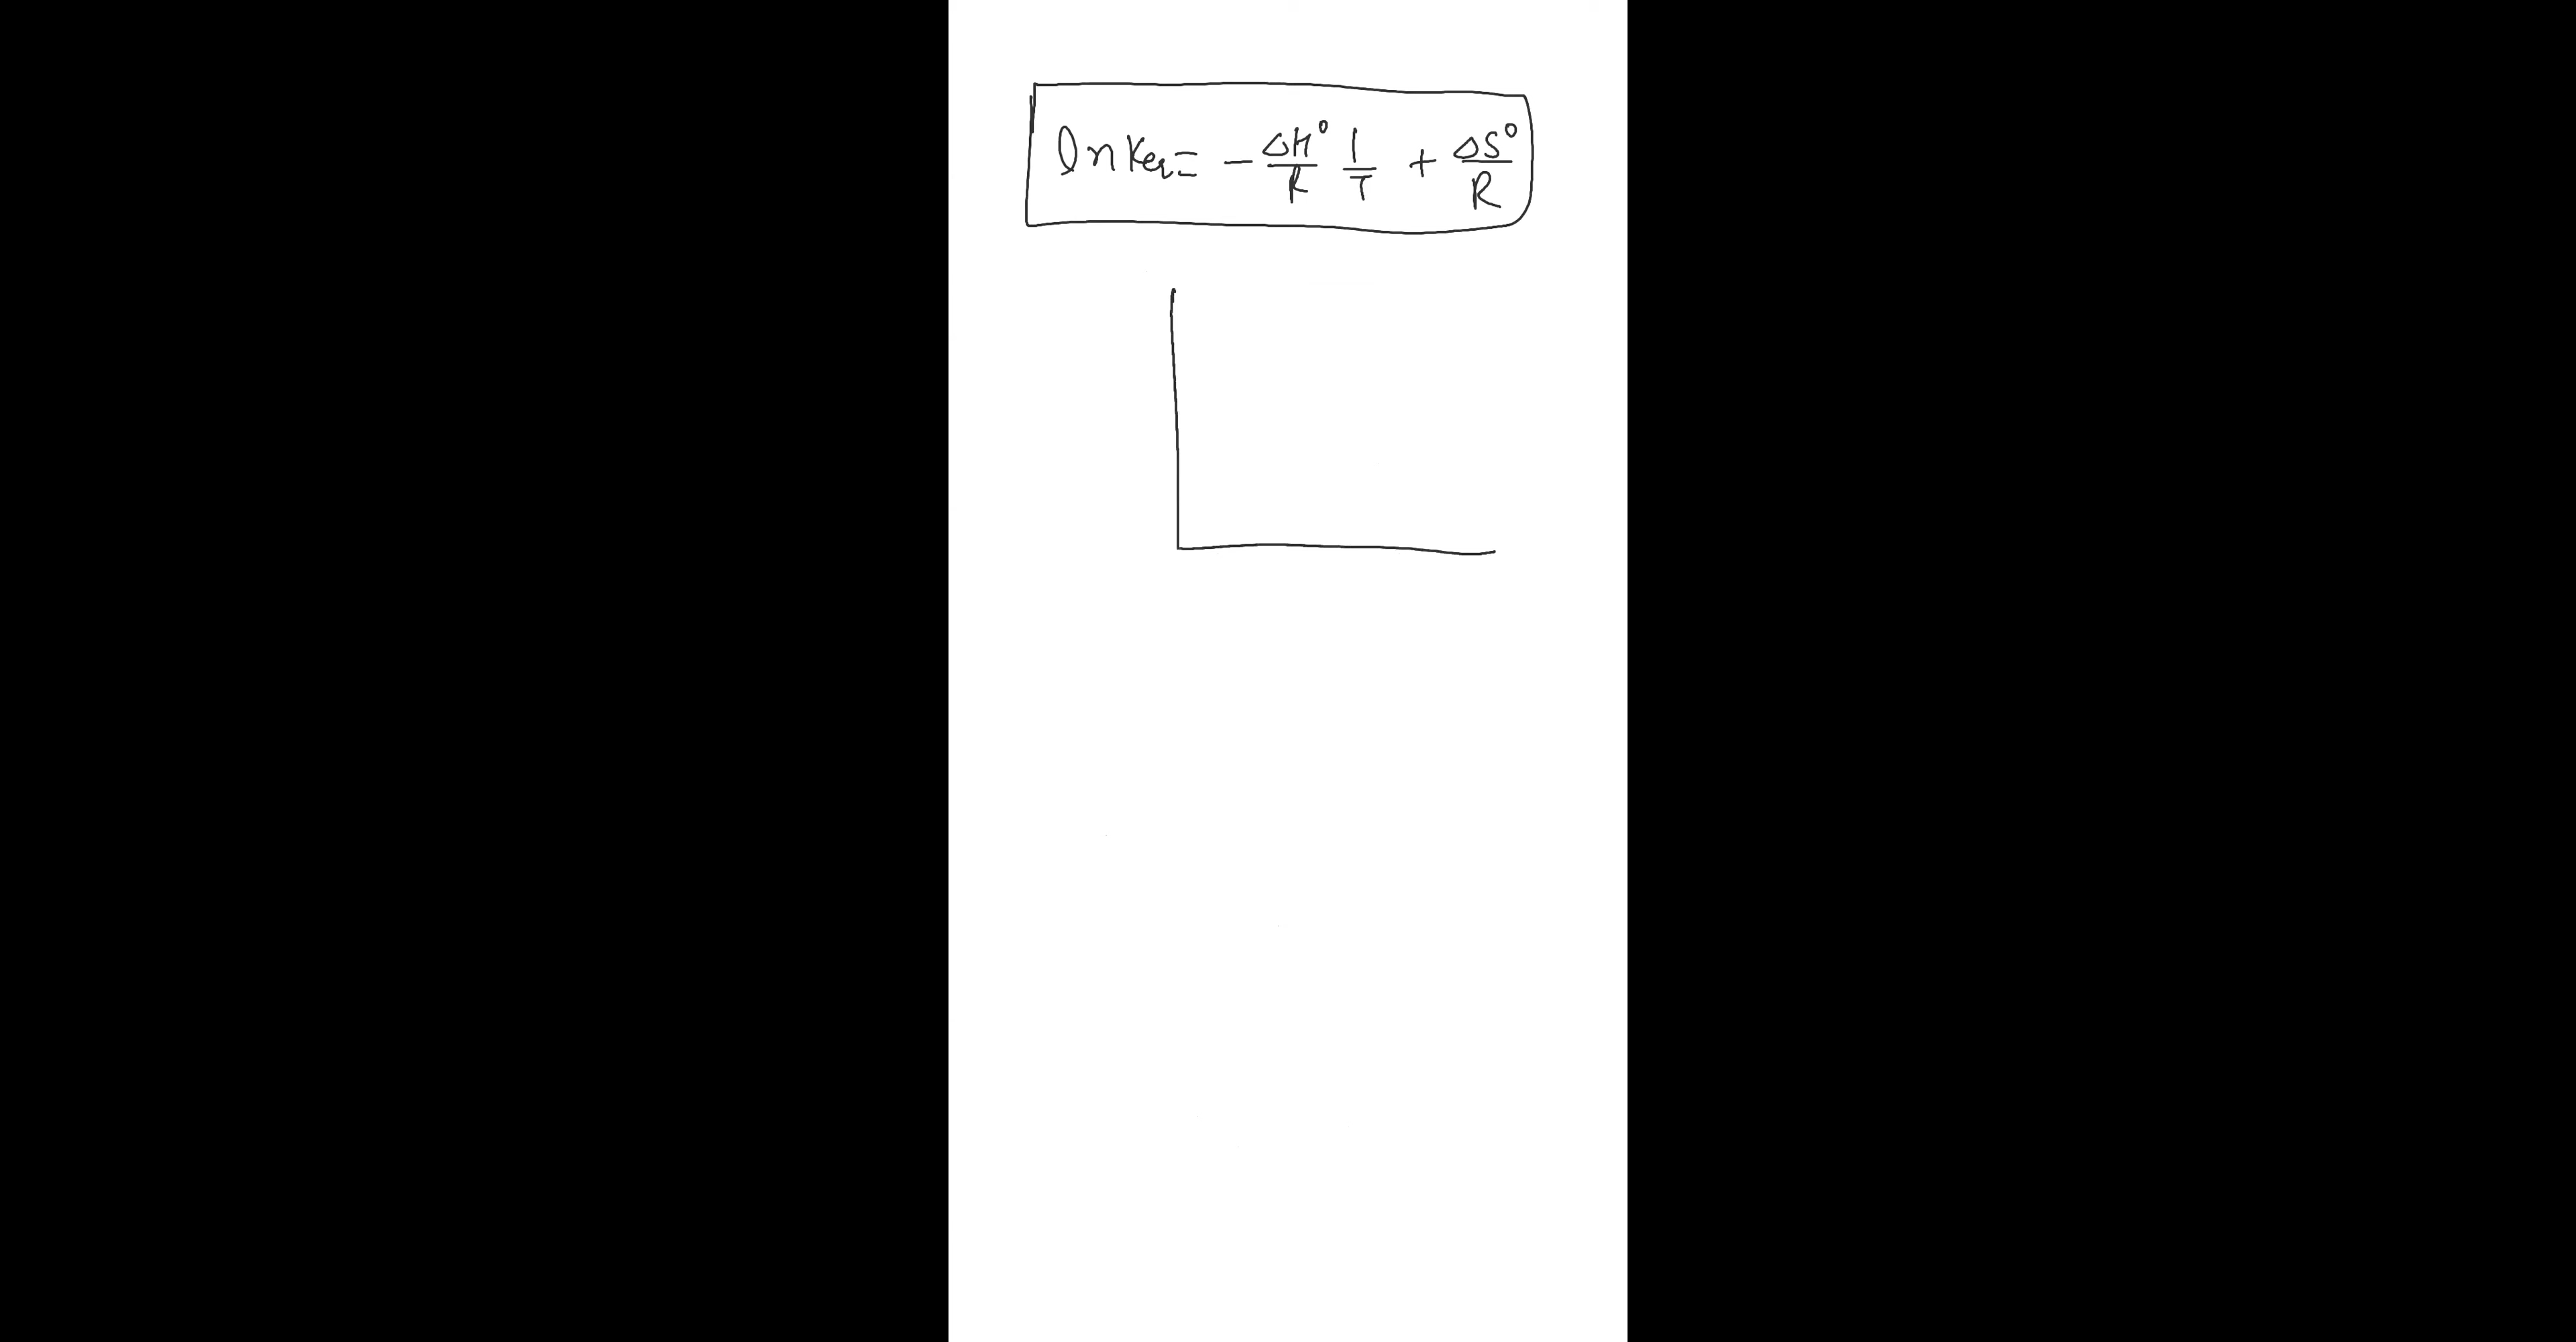 ln Keq = - ΔH°/R 1/T + ΔS°/R